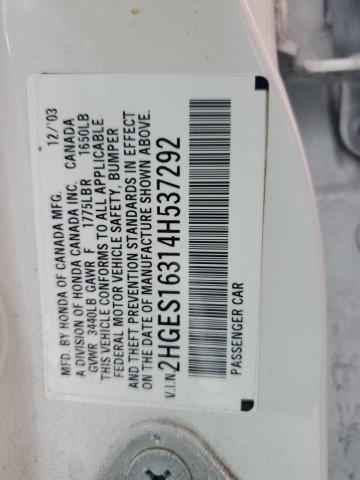 MFD. BY HONDA OF CANADA MFG. 12/03
A DIVISION OF HONDA CANADA INC. CANADA
GVWR 3440LB GAWR F 1775LBR 1650LB
THIS VEHICLE CONFORMS TO ALL APPLICABLE
FEDERAL MOTOR VEHICLE SAFETY, BUMPER
AND THEFT PREVENTION STANDARDS IN EFFECT ON
THE DATE OF MANUFACTURE SHOWN ABOVE.
V.I.N. 2HGES16314H537292
PASSENGER CAR